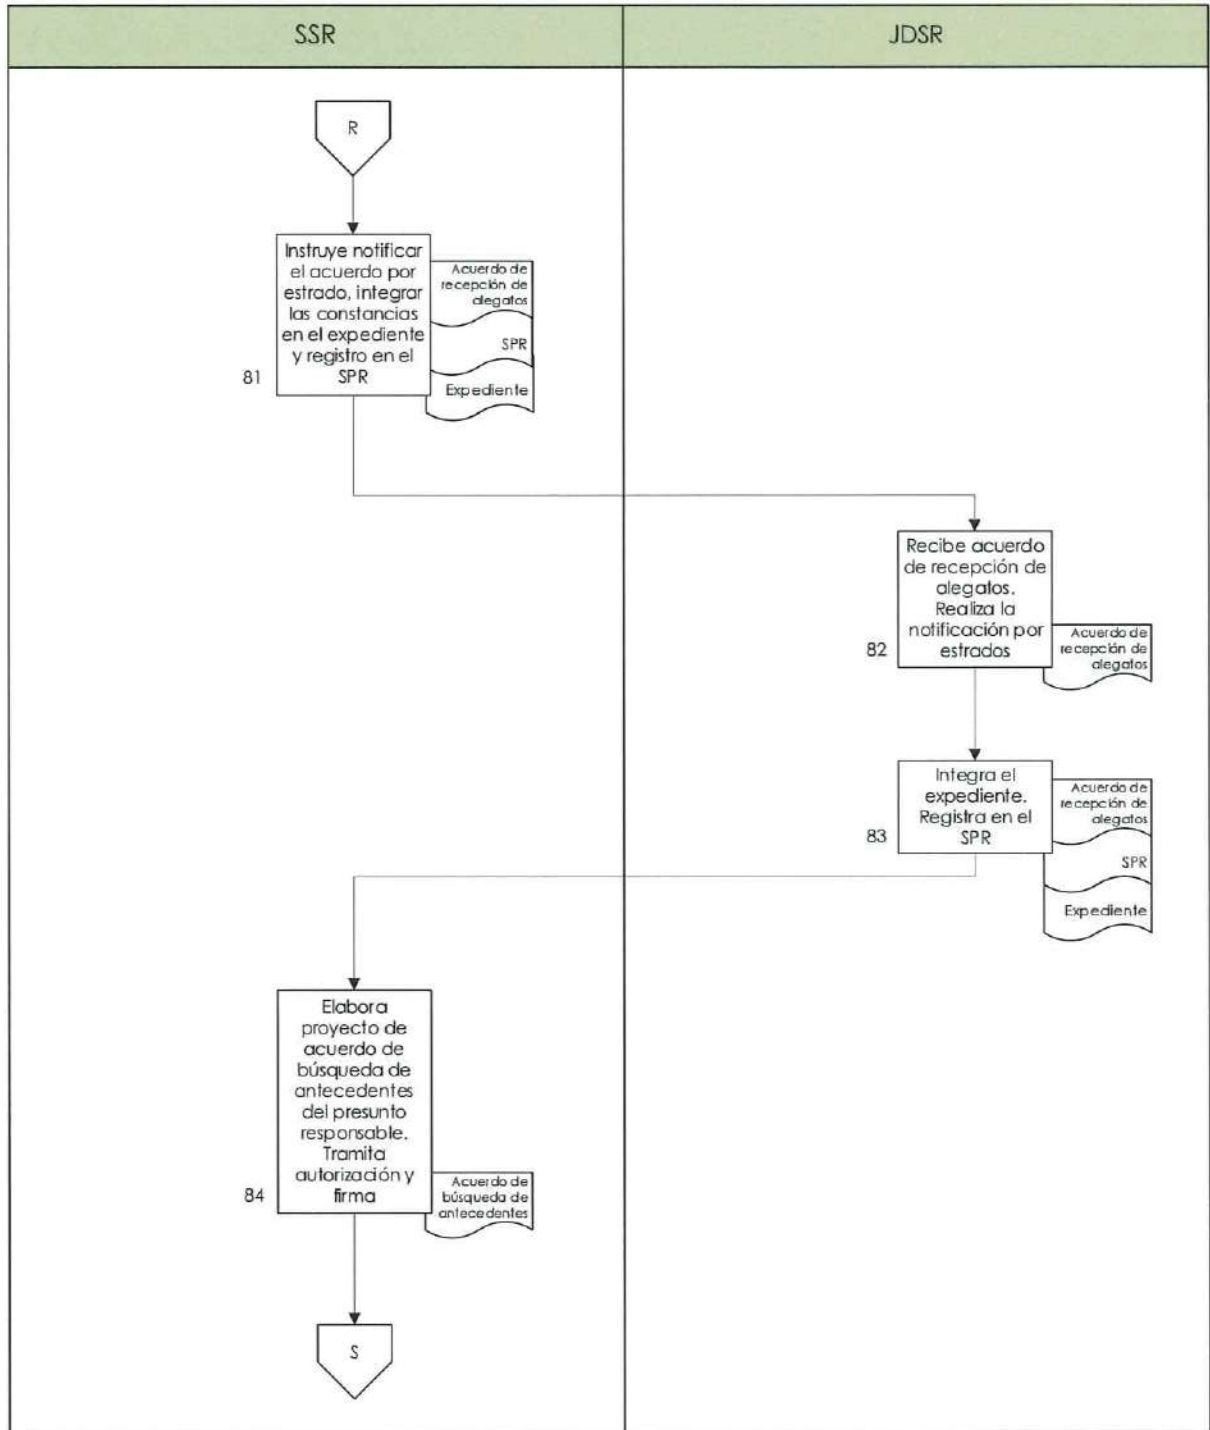 SSR
JDSR
R
Instruye notificar
el acuerdo por
estrado, integrar
las constancias
en el expediente
y registro en el
SPR
81
Acuerdo de
recepción de
alegatos
SPR
Expediente
Recibe acuerdo
de recepción de
alegatos.
Realiza la
notificación por
estrados
82
Acuerdo de
recepción de
alegatos
Integra el
expediente.
Registra en el
SPR
83
Acuerdo de
recepción de
alegatos
SPR
Expediente
Elabora
proyecto de
acuerdo de
búsqueda de
antecedentes
del presunto
responsable.
Tramita
autorización y
firma
84
Acuerdo de
búsqueda de
antecedentes
S